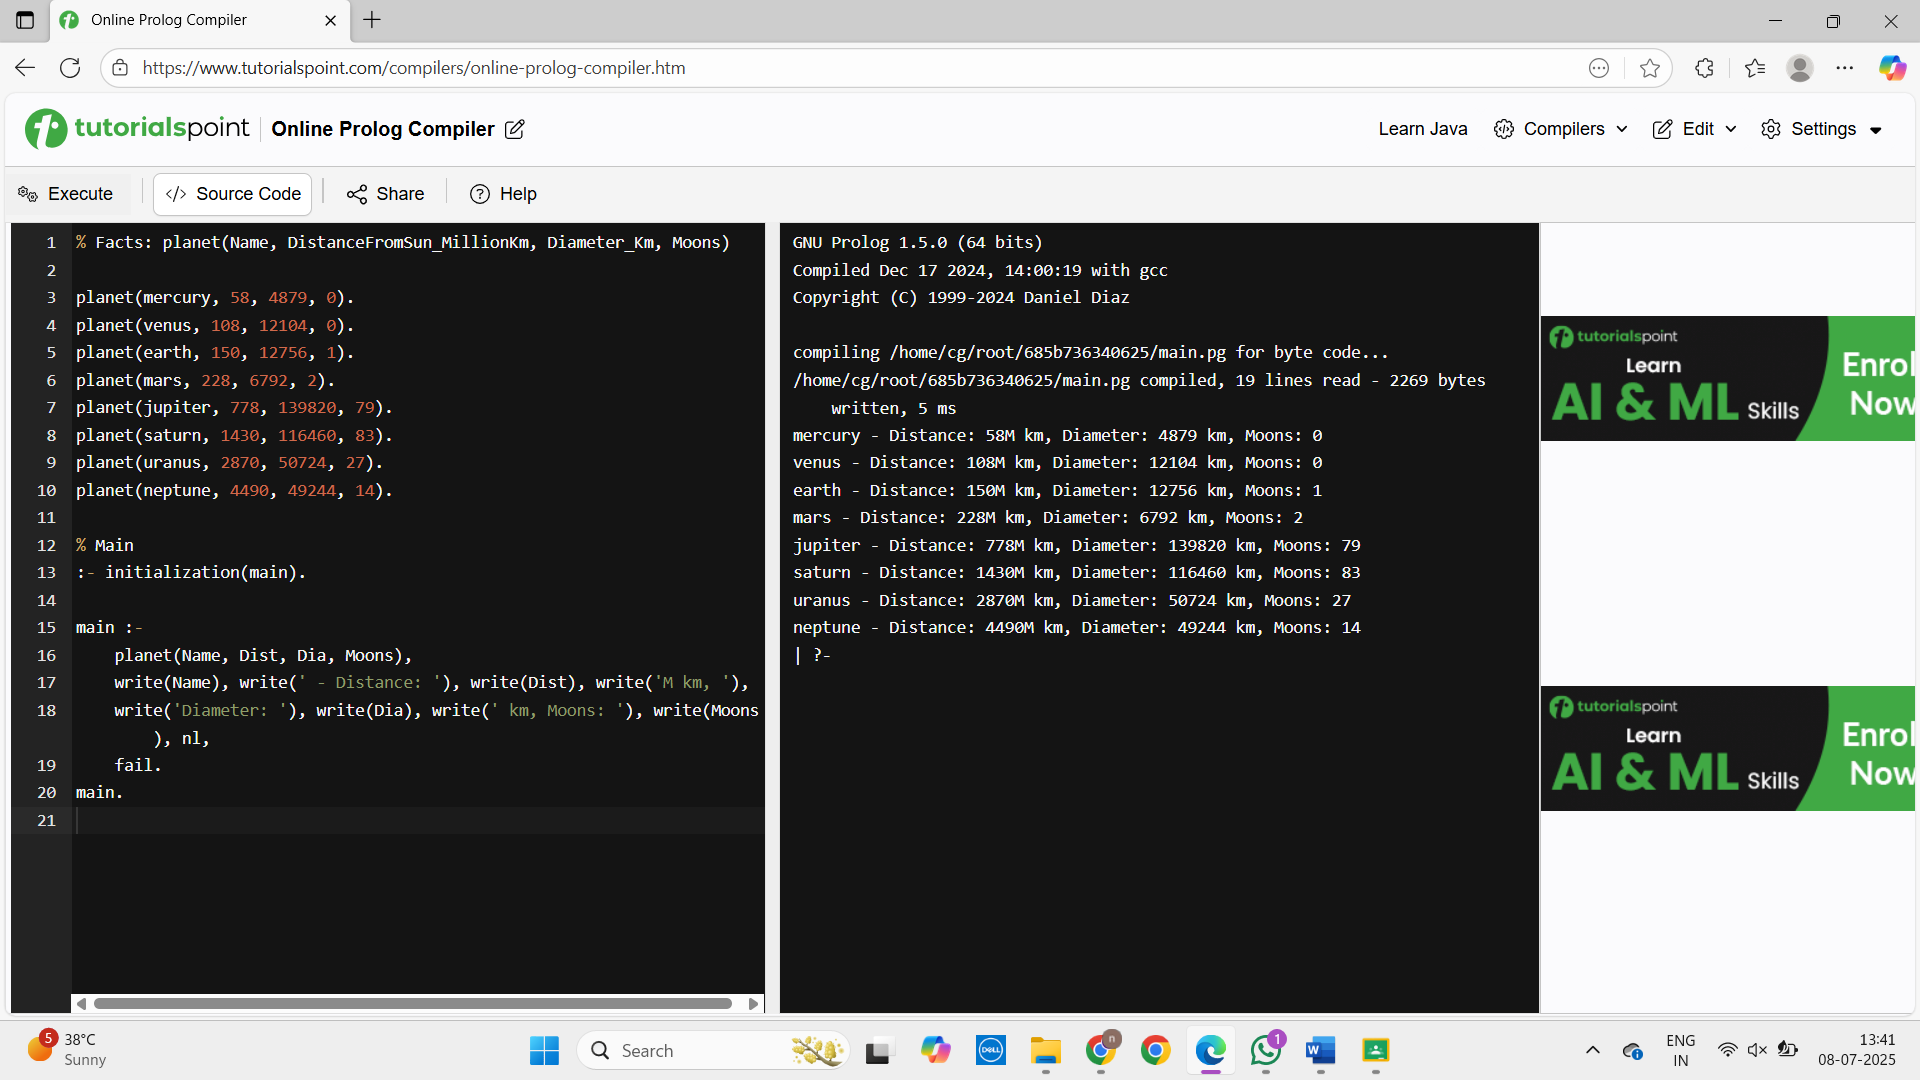 Online Prolog Compiler
https://www.tutorialspoint.com/compilers/online-prolog-compiler.htm
tutorialspoint
Online Prolog Compiler
Learn Java
Compilers
Edit
Settings
Execute
</> Source Code
Share
Help
1 % Facts: planet(Name, DistanceFromSun_MillionKm, Diameter_Km, Moons)
2
3 planet(mercury, 58, 4879, 0).
4 planet(venus, 108, 12104, 0).
5 planet(earth, 150, 12756, 1).
6 planet(mars, 228, 6792, 2).
7 planet(jupiter, 778, 139820, 79).
8 planet(saturn, 1430, 116460, 83).
9 planet(uranus, 2870, 50724, 27).
10 planet(neptune, 4490, 49244, 14).
11
12 % Main
13 :- initialization(main).
14
15 main :-
16 planet(Name, Dist, Dia, Moons),
17 write(Name), write(' - Distance: '), write(Dist), write('M km, '),
18 write('Diameter: '), write(Dia), write(' km, Moons: '), write(Moons
), nl,
19 fail.
20 main.
21
GNU Prolog 1.5.0 (64 bits)
Compiled Dec 17 2024, 14:00:19 with gcc
Copyright (C) 1999-2024 Daniel Diaz
compiling /home/cg/root/685b736340625/main.pg for byte code...
/home/cg/root/685b736340625/main.pg compiled, 19 lines read - 2269 bytes
written, 5 ms
mercury - Distance: 58M km, Diameter: 4879 km, Moons: 0
venus - Distance: 108M km, Diameter: 12104 km, Moons: 0
earth - Distance: 150M km, Diameter: 12756 km, Moons: 1
mars - Distance: 228M km, Diameter: 6792 km, Moons: 2
jupiter - Distance: 778M km, Diameter: 139820 km, Moons: 79
saturn - Distance: 1430M km, Diameter: 116460 km, Moons: 83
uranus - Distance: 2870M km, Diameter: 50724 km, Moons: 27
neptune - Distance: 4490M km, Diameter: 49244 km, Moons: 14
| ?-
tutorialspoint
Learn
AI & ML Skills
Enrol
Now
tutorialspoint
Learn
AI & ML Skills
Enrol
Now
5
38°C
Sunny
Search
DELL
n
1
W
ENG
IN
13:41
08-07-2025